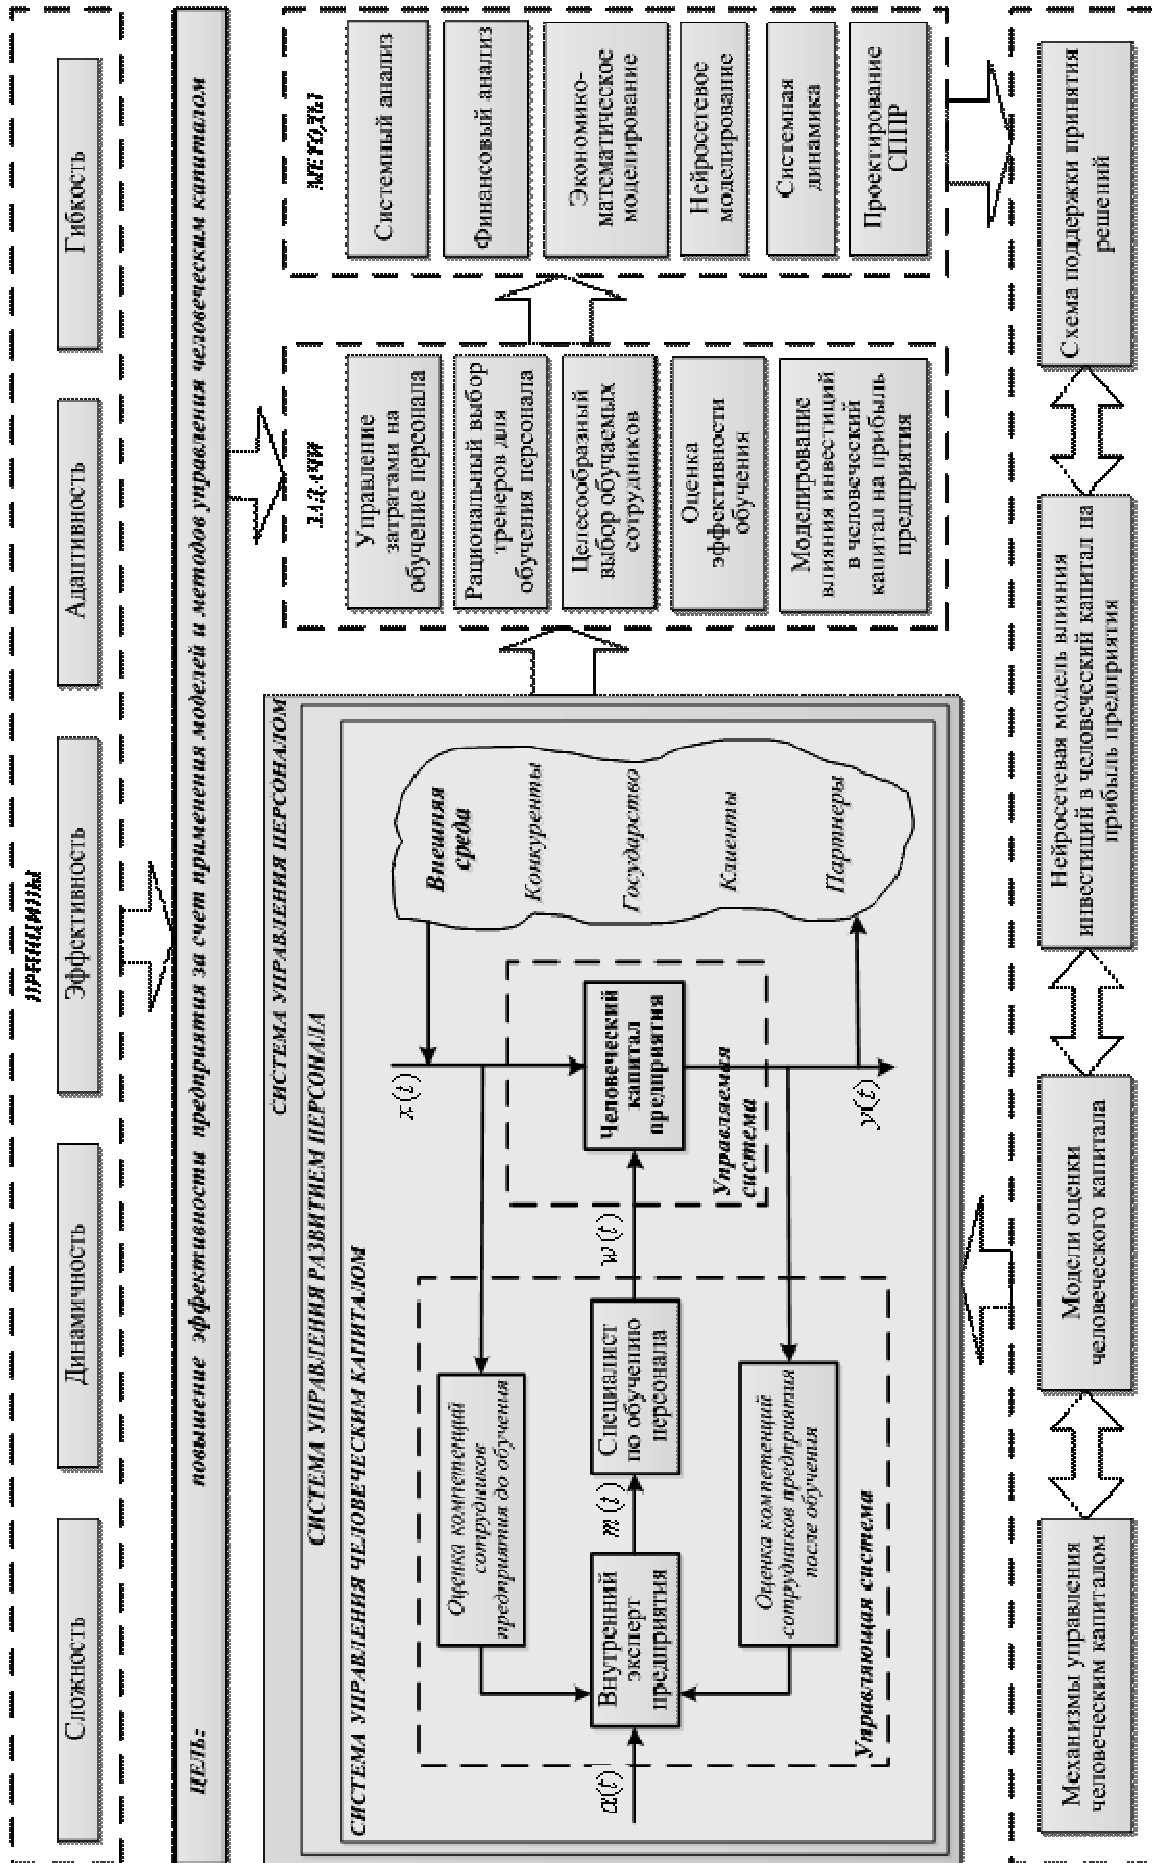 ПРИНЦИПЫ
Сложность
Динамичность
Эффективность
Адаптивность
Гибкость
ЦЕЛЬ:
повышение эффективности предприятия за счет применения моделей и методов управления человеческим капиталом
СИСТЕМА УПРАВЛЕНИЯ ПЕРСОНАЛОМ
СИСТЕМА УПРАВЛЕНИЯ РАЗВИТИЕМ ПЕРСОНАЛА
СИСТЕМА УПРАВЛЕНИЯ ЧЕЛОВЕЧЕСКИМ КАПИТАЛОМ
Оценка компетенций
сотрудников
предприятия до обучения
α(t)
Внутренний
эксперт
предприятия
m(t)
Специалист
по обучению
персонала
w(t)
Оценка компетенций
сотрудников предприятия
после обучения
Управляющая система
x(t)
Человеческий
капитал
предприятия
Управляемая
система
y(t)
Внешняя
среда
Конкуренты
Государство
Клиенты
Партнеры
ЗАДАЧИ
Управление
затратами на
обучение персонала
Рациональный выбор
тренеров для
обучения персонала
Целесообразный
выбор обучаемых
сотрудников
Оценка
эффективности
обучения
Моделирование
влияния инвестиций
в человеческий
капитал на прибыль
предприятия
МЕТОДЫ
Системный анализ
Финансовый анализ
Экономико-
математическое
моделирование
Нейросетевое
моделирование
Системная
динамика
Проектирование
СППР
Механизмы управления
человеческим капиталом
Модели оценки
человеческого капитала
Нейросетевая модель влияния
инвестиций в человеческий капитал на
прибыль предприятия
Схема поддержки принятия
решений